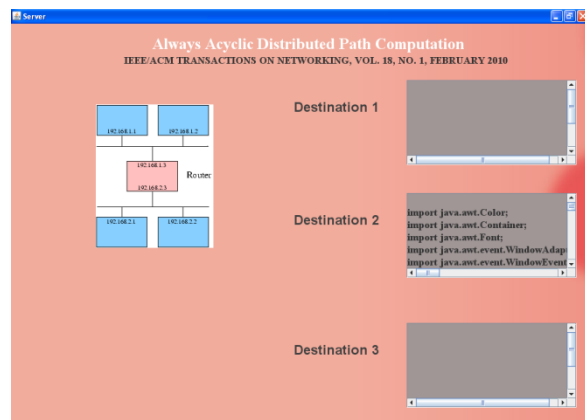 Server
Always Acyclic Distributed Path Computation
IEEE/ACM TRANSACTIONS ON NETWORKING, VOL. 18, NO. 1, FEBRUARY 2010
192.168.1.1
192.168.1.2
192.168.1.3
Router
192.168.2.3
192.168.2.1
192.168.2.2
Destination 1
Destination 2
import java.awt.Color;
import java.awt.Container;
import java.awt.Font;
import java.awt.event.WindowAdap
import java.awt.event.WindowEvent
Destination 3